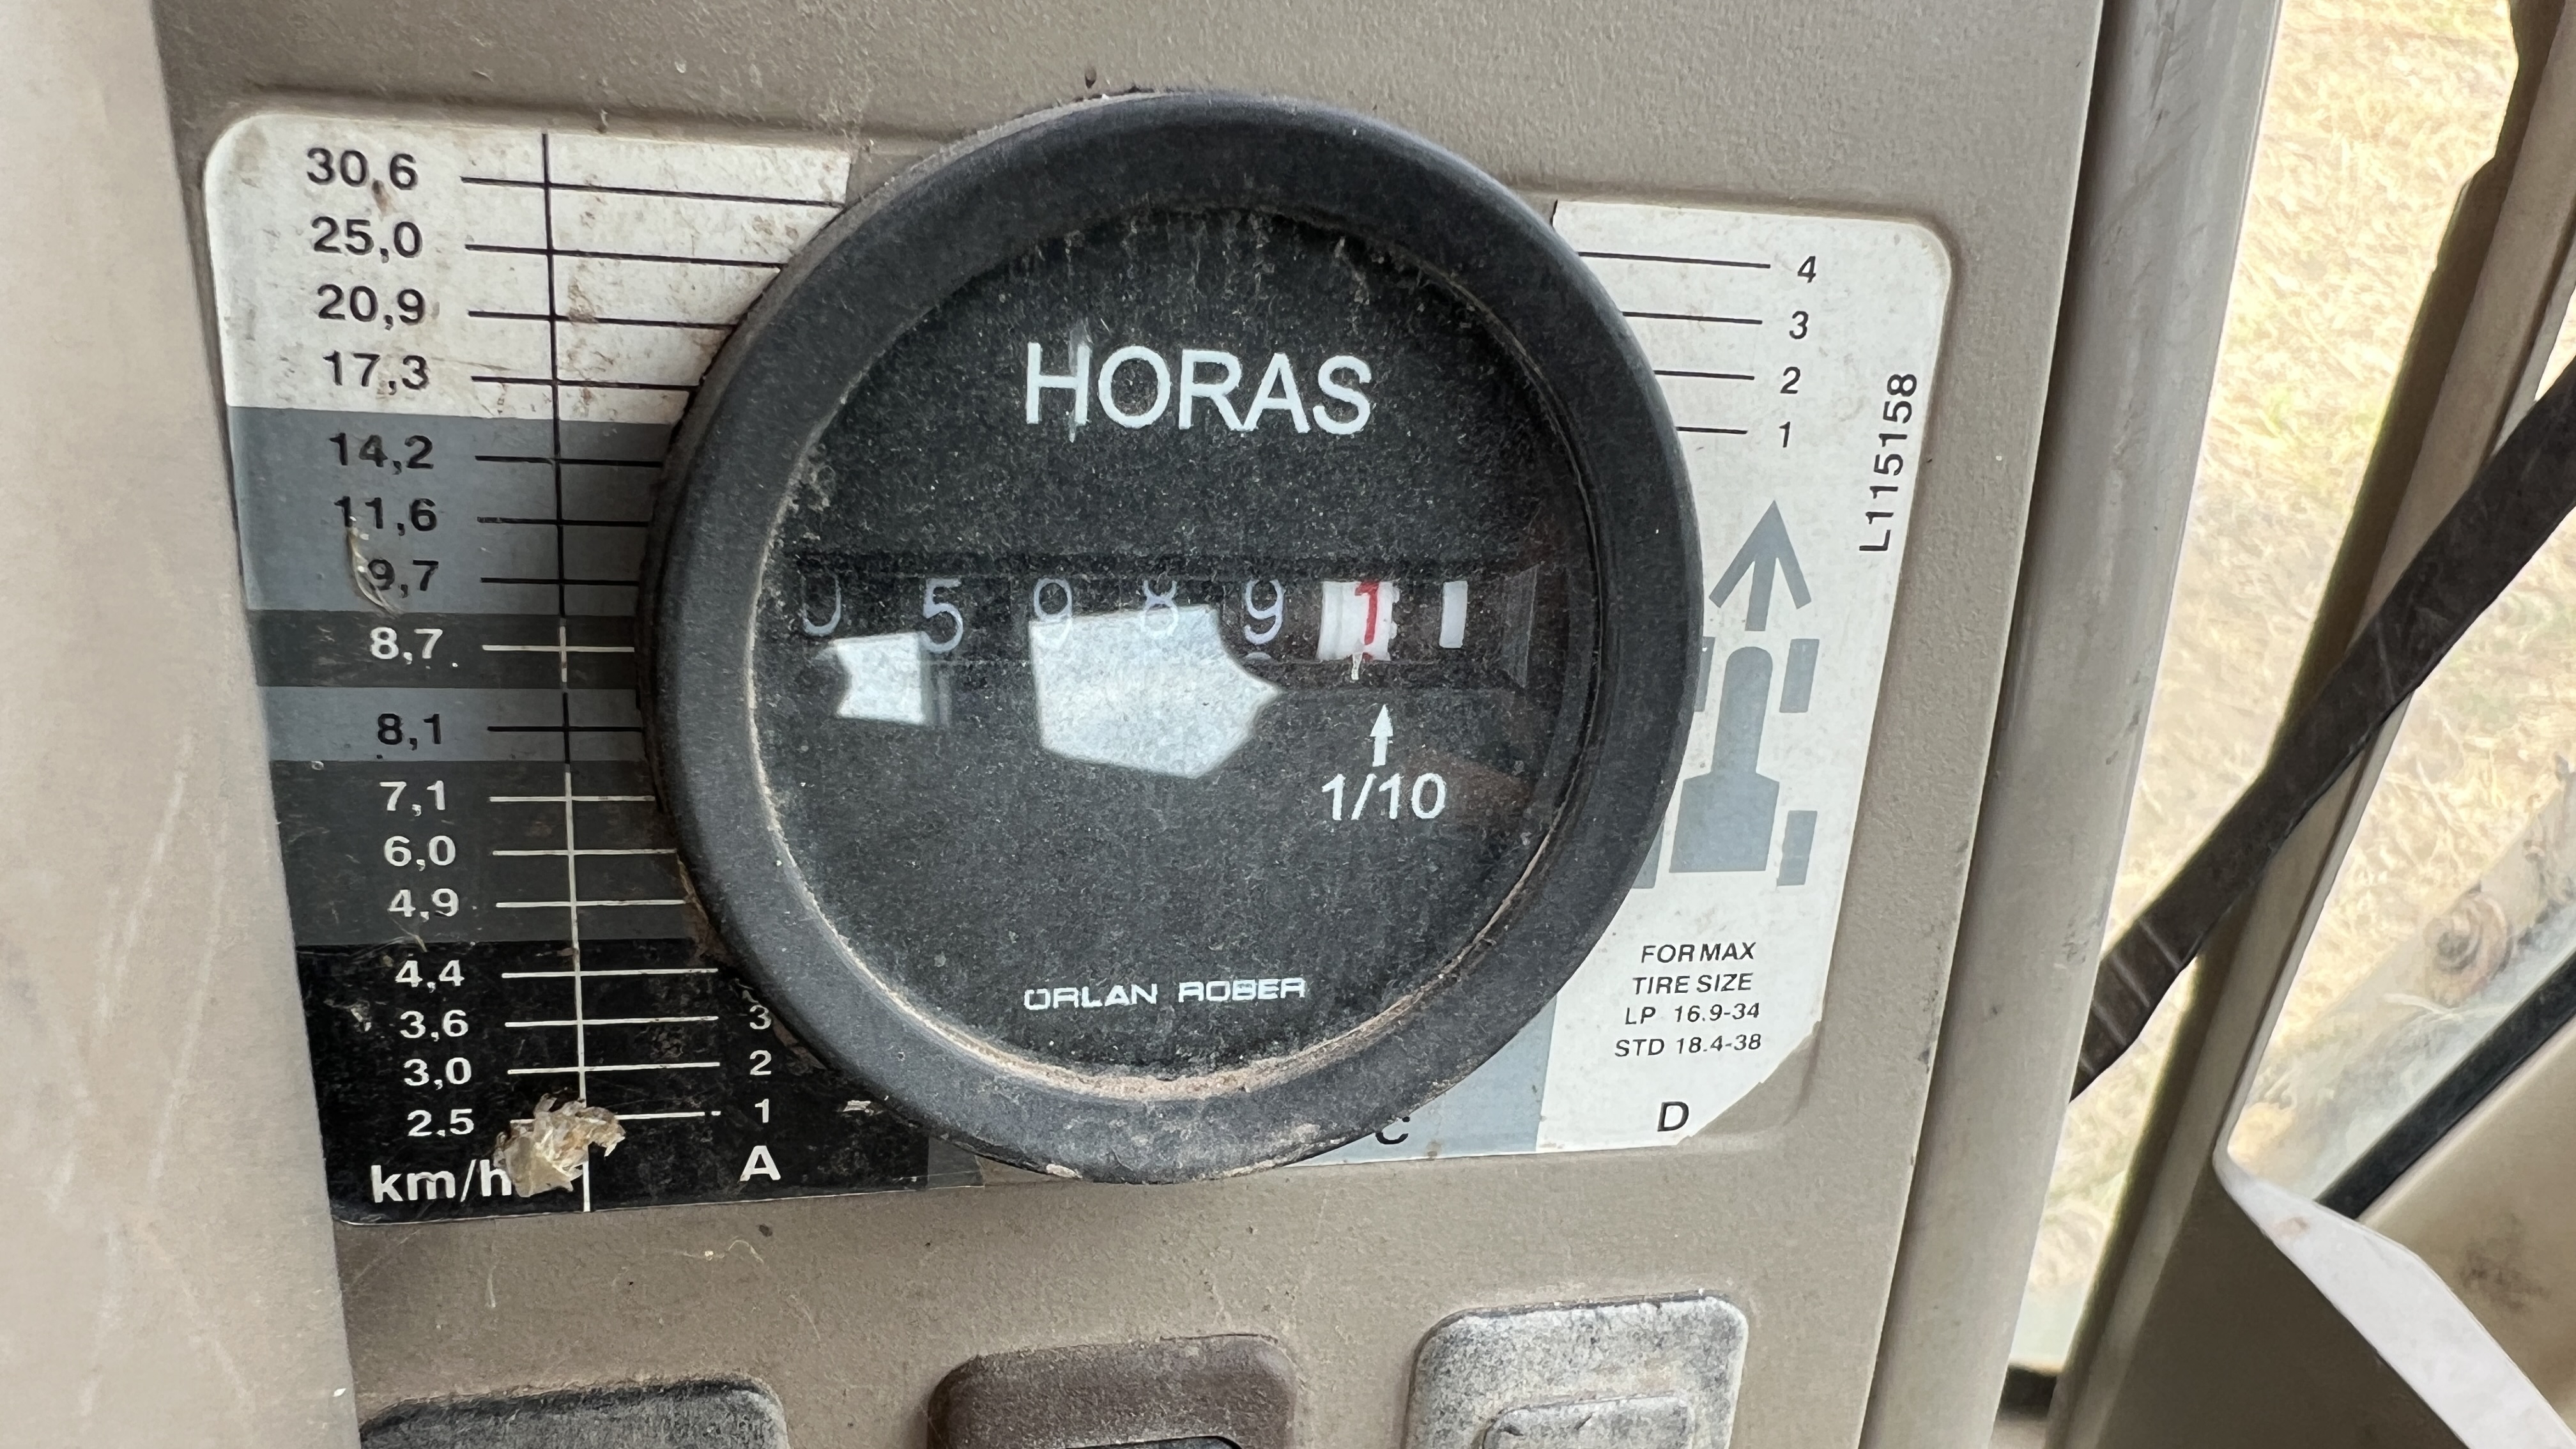 30,6
25,0
20,9
17,3
14,2
11,6
9,7
8,7
8,1
7,1
6,0
4,9
4,4
3,6 3
3,0 2
2.5 1
km/h A
HORAS
0 5 9 8 9 1
1/10
ORLAN ROBER
4
3
2
1
L115158
FOR MAX
TIRE SIZE
LP 16.9-34
STD 18.4-38
C D